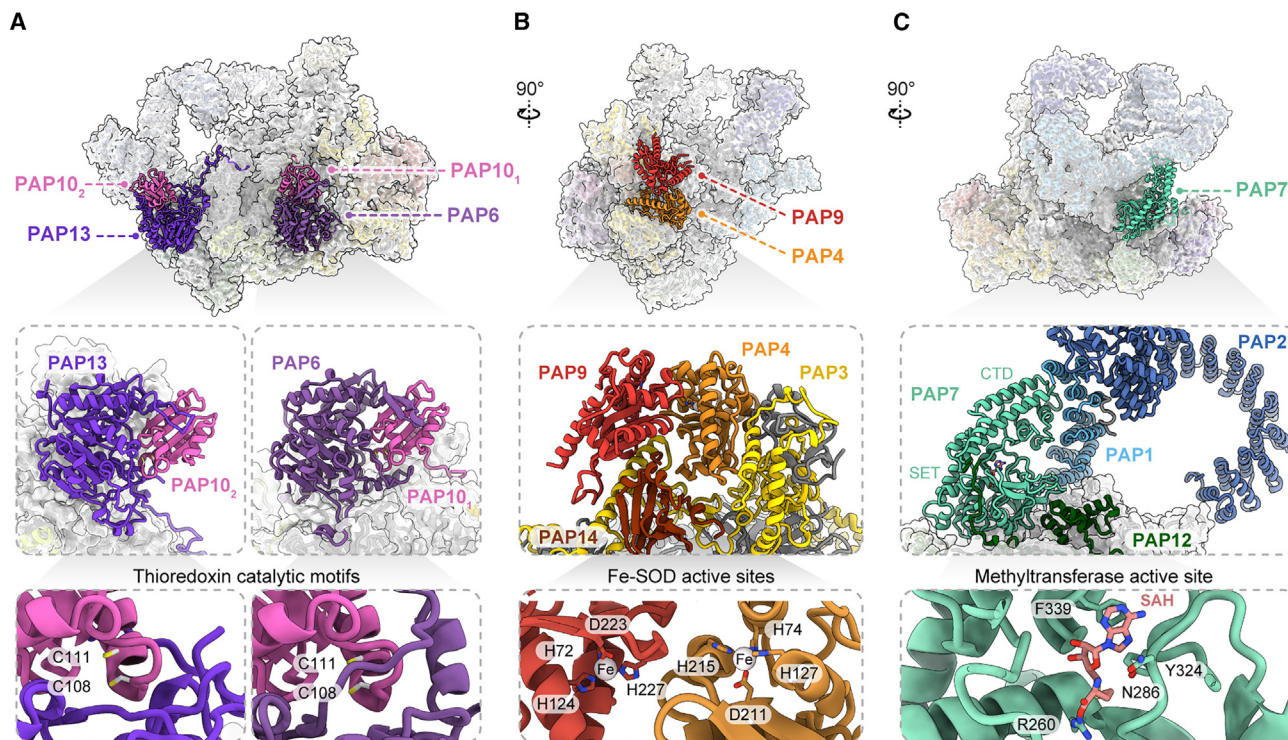 A
B
C
90°
90°
PAP10₂
PAP10₁
PAP13
PAP6
PAP9
PAP4
PAP7
PAP13
PAP10₂
PAP6
PAP10₁
PAP9
PAP4
PAP3
PAP14
PAP7
CTD
SET
PAP2
PAP1
PAP12
Thioredoxin catalytic motifs
Fe-SOD active sites
Methyltransferase active site
C111
C108
C111
C108
D223
H72
Fe
H124
H227
H74
H215
Fe
H127
D211
F339
SAH
Y324
N286
R260